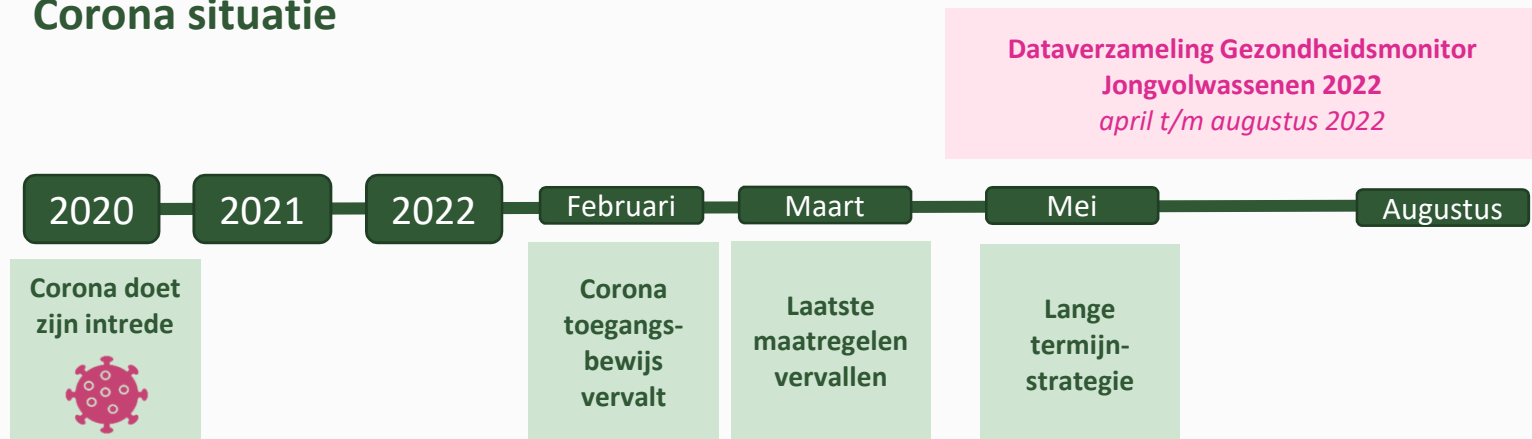 Corona situatie
Dataverzameling Gezondheidsmonitor
Jongvolwassenen 2022
april t/m augustus 2022
2020
2021
2022
Februari
Maart
Mei
Augustus
Corona doet
zijn intrede
Corona
toegangs-
bewijs
vervalt
Laatste
maatregelen
vervallen
Lange
termijn-
strategie